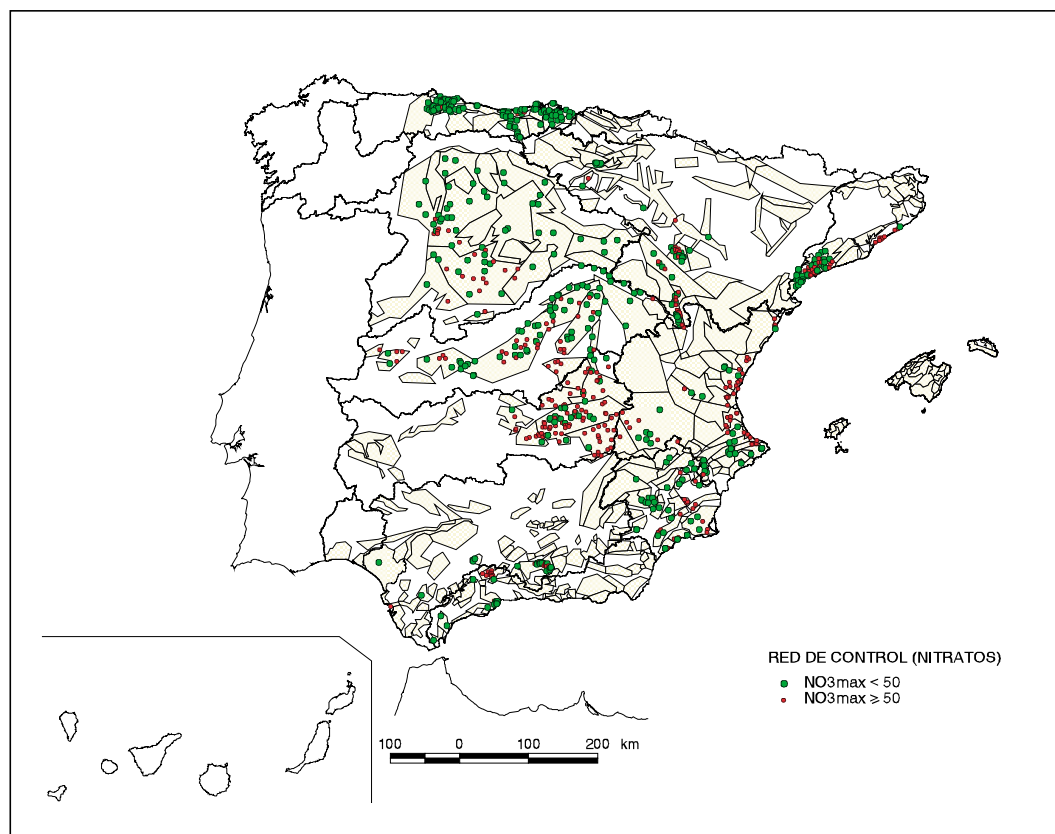 RED DE CONTROL (NITRATOS)
NO3max < 50
NO3max ⩾ 50
100 0 100 200 km